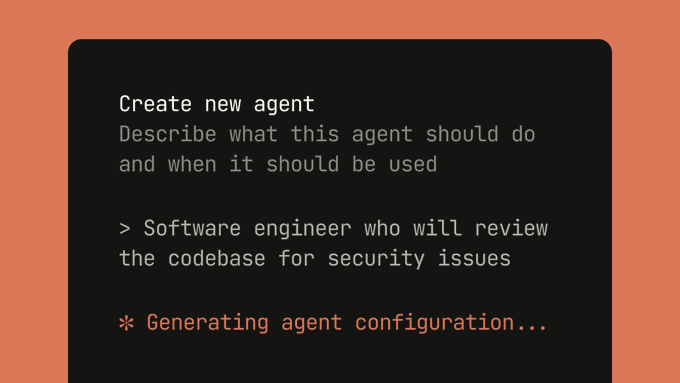 Create new agent
Describe what this agent should do
and when it should be used
> Software engineer who will review
the codebase for security issues
✻ Generating agent configuration...